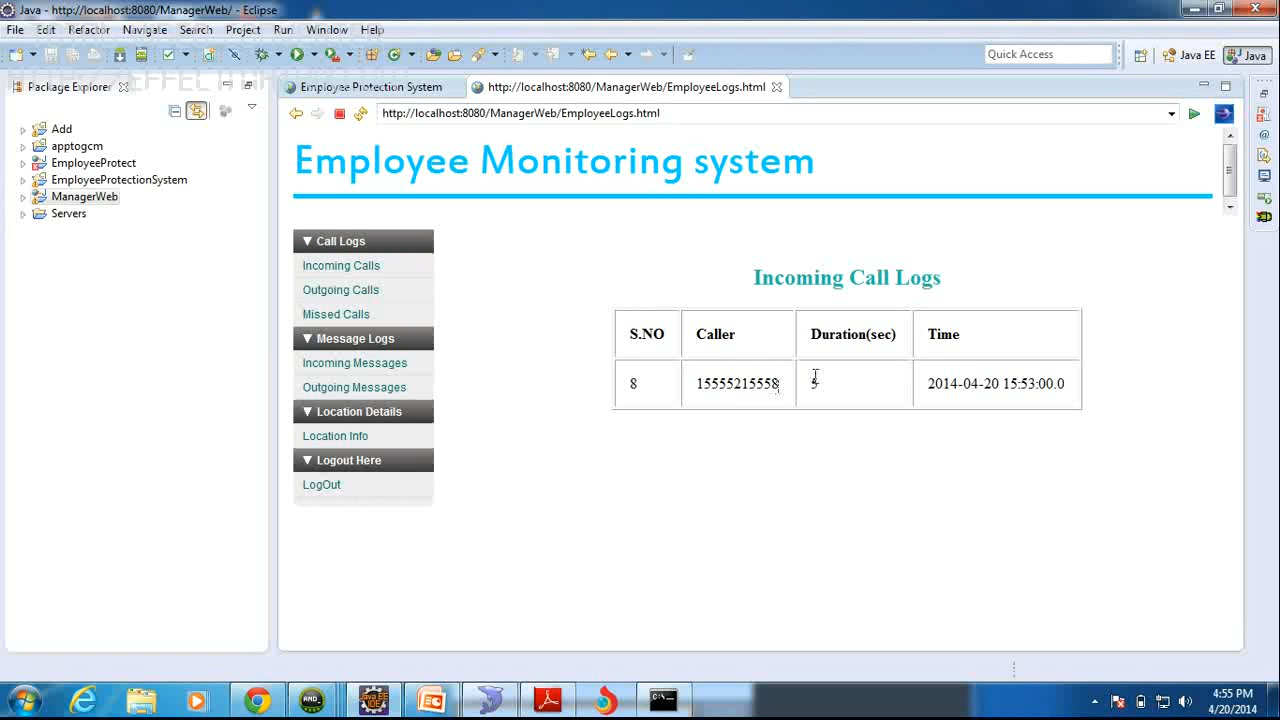 Java - http://localhost:8080/ManagerWeb/ - Eclipse
File Edit Refactor Navigate Search Project Run Window Help
Quick Access
Java EE
Java
Package Explorer
Employee Protection System
http://localhost:8080/ManagerWeb/EmployeeLogs.html
http://localhost:8080/ManagerWeb/EmployeeLogs.html
Add
apptogcm
EmployeeProtect
EmployeeProtectionSystem
ManagerWeb
Servers
Employee Monitoring system
▼ Call Logs
Incoming Calls
Outgoing Calls
Missed Calls
▼ Message Logs
Incoming Messages
Outgoing Messages
▼ Location Details
Location Info
▼ Logout Here
LogOut
Incoming Call Logs
S.NO Caller Duration(sec) Time
8 15555215558 2014-04-20 15:53:00.0
4:55 PM
4/20/2014